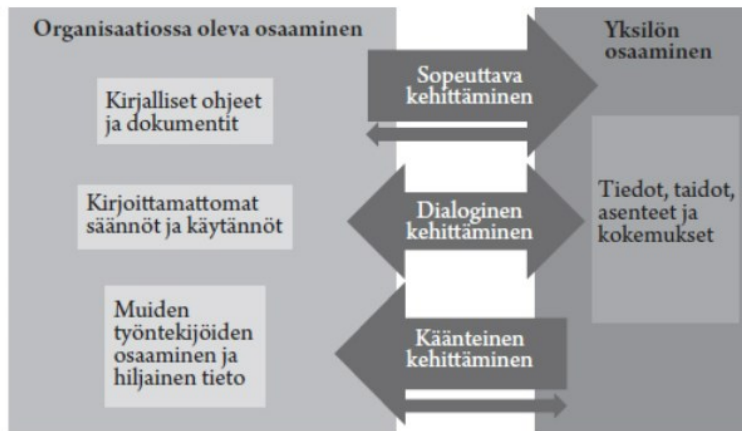 Organisaatiossa oleva osaaminen
Kirjalliset ohjeet
ja dokumentit
Kirjoittamattomat
säännöt ja käytännöt
Muiden
työntekijöiden
osaaminen ja
hiljainen tieto
Sopeuttava
kehittäminen
Dialoginen
kehittäminen
Käänteinen
kehittäminen
Yksilön
osaaminen
Tiedot, taidot,
asenteet ja
kokemukset